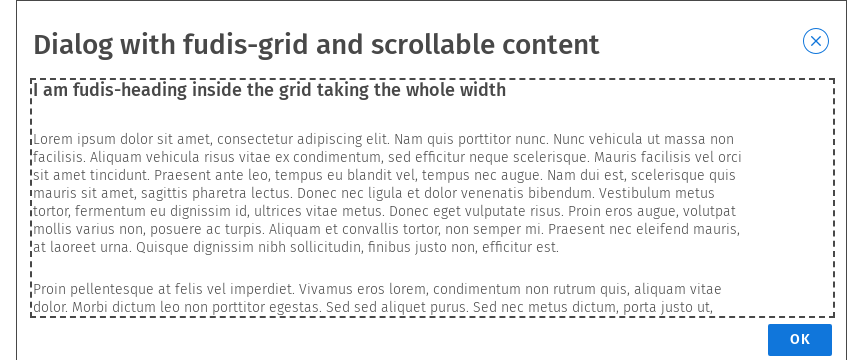 Dialog with fudis-grid and scrollable content
I am fudis-heading inside the grid taking the whole width
Lorem ipsum dolor sit amet, consectetur adipiscing elit. Nam quis porttitor nunc. Nunc vehicula ut massa non
facilisis. Aliquam vehicula risus vitae ex condimentum, sed efficitur neque scelerisque. Mauris facilisis vel orci
sit amet tincidunt. Praesent ante leo, tempus eu blandit vel, tempus nec augue. Nam dui est, scelerisque quis
mauris sit amet, sagittis pharetra lectus. Donec nec ligula et dolor venenatis bibendum. Vestibulum metus
tortor, fermentum eu dignissim id, ultrices vitae metus. Donec eget vulputate risus. Proin eros augue, volutpat
mollis varius non, posuere ac turpis. Aliquam et convallis tortor, non semper mi. Praesent nec eleifend mauris,
at laoreet urna. Quisque dignissim nibh sollicitudin, finibus justo non, efficitur est.
Proin pellentesque at felis vel imperdiet. Vivamus eros lorem, condimentum non rutrum quis, aliquam vitae
dolor. Morbi dictum leo non porttitor egestas. Sed sed aliquet purus. Sed nec metus dictum, porta justo ut,
OK